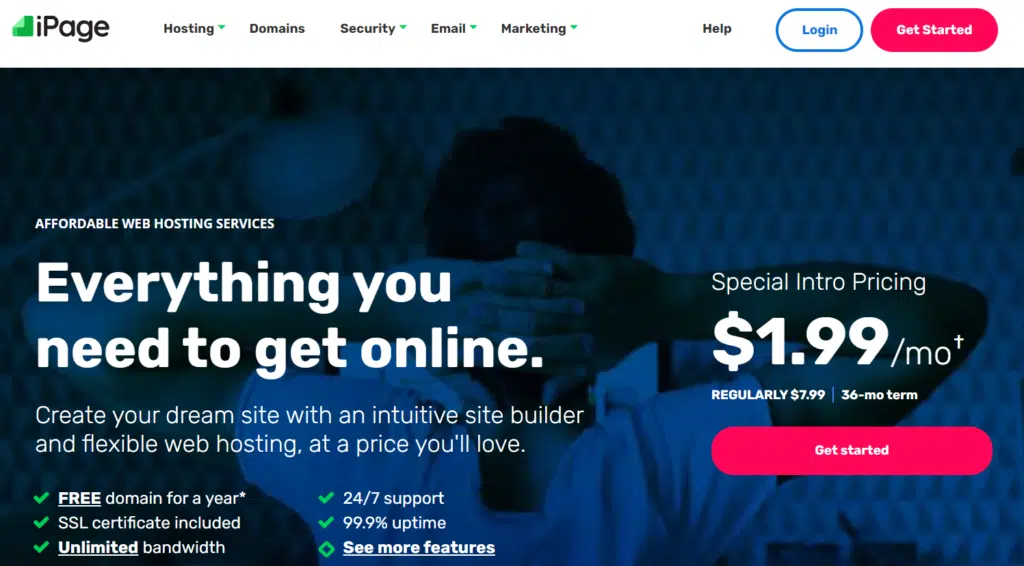 iPage
Hosting Domains Security Email Marketing Help Login Get Started
AFFORDABLE WEB HOSTING SERVICES
Everything you
need to get online.
Create your dream site with an intuitive site builder
and flexible web hosting, at a price you'll love.
FREE domain for a year*
SSL certificate included
Unlimited bandwidth
24/7 support
99.9% uptime
See more features
Special Intro Pricing
$1.99/mo†
REGULARLY $7.99 | 36-mo term
Get started